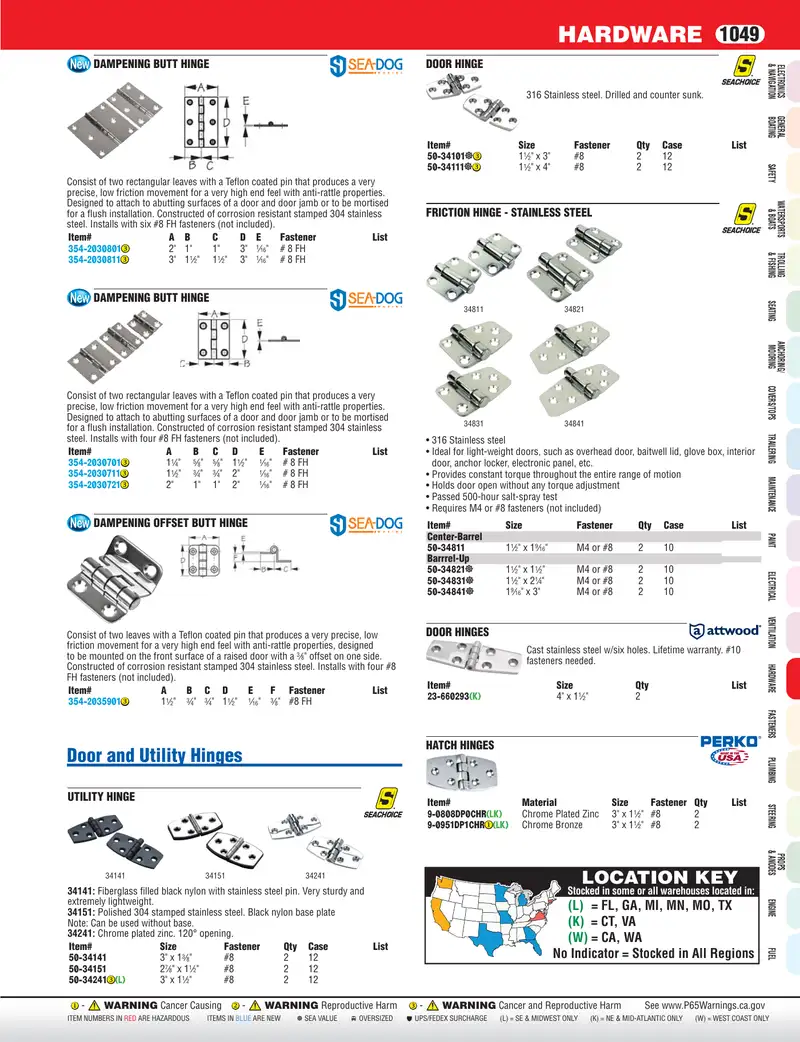 HARDWARE 1049
New DAMPENING BUTT HINGE
SEA-DOG
MARINE
A
E
D
B C
Consist of two rectangular leaves with a Teflon coated pin that produces a very
precise, low friction movement for a very high end feel with anti-rattle properties.
Designed to attach to abutting surfaces of a door and door jamb or to be mortised
for a flush installation. Constructed of corrosion resistant stamped 304 stainless
steel. Installs with six #8 FH fasteners (not included).
Item# A B C D E Fastener List
354-2030801 3 2" 1" 1" 3" 1⁄16" # 8 FH
354-2030811 3 3" 1½" 1½" 3" 1⁄16" # 8 FH
New DAMPENING BUTT HINGE
SEA-DOG
MARINE
A
E
D
C B
Consist of two rectangular leaves with a Teflon coated pin that produces a very
precise, low friction movement for a very high end feel with anti-rattle properties.
Designed to attach to abutting surfaces of a door and door jamb or to be mortised
for a flush installation. Constructed of corrosion resistant stamped 304 stainless
steel. Installs with four #8 FH fasteners (not included).
Item# A B C D E Fastener List
354-2030701 3 1¼" ⅝" ⅝" 1½" 1⁄16" # 8 FH
354-2030711 3 1½" ¾" ¾" 2" 1⁄16" # 8 FH
354-2030721 3 2" 1" 1" 2" 1⁄16" # 8 FH
New DAMPENING OFFSET BUTT HINGE
SEA-DOG
MARINE
A E
D F
B C
Consist of two leaves with a Teflon coated pin that produces a very precise, low
friction movement for a very high end feel with anti-rattle properties, designed
to be mounted on the front surface of a raised door with a ⅜" offset on one side.
Constructed of corrosion resistant stamped 304 stainless steel. Installs with four #8
FH fasteners (not included).
Item# A B C D E F Fastener List
354-2035901 3 1½" ¾" ¾" 1½" 1⁄16" ⅜" #8 FH
Door and Utility Hinges
UTILITY HINGE
SEACHOICE
34141 34151 34241
34141: Fiberglass filled black nylon with stainless steel pin. Very sturdy and
extremely lightweight.
34151: Polished 304 stamped stainless steel. Black nylon base plate
Note: Can be used without base.
34241: Chrome plated zinc. 120° opening.
Item# Size Fastener Qty Case List
50-34141 3" x 1⅜" #8 2 12
50-34151 2⅞" x 1½" #8 2 12
50-34241 3 (L) 3" x 1½" #8 2 12
DOOR HINGE
SEACHOICE
316 Stainless steel. Drilled and counter sunk.
Item# Size Fastener Qty Case List
50-34101 3 1½" x 3" #8 2 12
50-34111 3 1½" x 4" #8 2 12
FRICTION HINGE - STAINLESS STEEL
SEACHOICE
34811 34821
34831 34841
• 316 Stainless steel
• Ideal for light-weight doors, such as overhead door, baitwell lid, glove box, interior
door, anchor locker, electronic panel, etc.
• Provides constant torque throughout the entire range of motion
• Holds door open without any torque adjustment
• Passed 500-hour salt-spray test
• Requires M4 or #8 fasteners (not included)
Item# Size Fastener Qty Case List
Center-Barrel
50-34811 1½" x 1 9⁄16" M4 or #8 2 10
Barrrel-Up
50-34821 1½" x 1½" M4 or #8 2 10
50-34831 1½" x 2¼" M4 or #8 2 10
50-34841 1 9⁄16" x 3" M4 or #8 2 10
DOOR HINGES
attwood
Cast stainless steel w/six holes. Lifetime warranty. #10
fasteners needed.
Item# Size Qty List
23-660293(K) 4" x 1½" 2
HATCH HINGES
PERKO
MADE IN THE
USA
Item# Material Size Fastener Qty List
9-0808DP0CHR(LK) Chrome Plated Zinc 3" x 1½" #8 2
9-0951DP1CHR 1 (LK) Chrome Bronze 3" x 1½" #8 2
LOCATION KEY
Stocked in some or all warehouses located in:
(L) = FL, GA, MI, MN, MO, TX
(K) = CT, VA
(W) = CA, WA
No Indicator = Stocked in All Regions
ELECTRONICS
& NAVIGATION
GENERAL
BOATING
SAFETY
WATERSPORTS
& BOATS
TROLLING
& FISHING
SEATING
ANCHORING/
MOORING
COVERS/TOPS
TRAILERING
MAINTENANCE
PAINT
ELECTRICAL
VENTILATION
HARDWARE
FASTENERS
PLUMBING
STEERING
PROPS
& ANODES
ENGINE
FUEL
1 - WARNING Cancer Causing 2 - WARNING Reproductive Harm 3 - WARNING Cancer and Reproductive Harm See www.P65Warnings.ca.gov
ITEM NUMBERS IN RED ARE HAZARDOUS ITEMS IN BLUE ARE NEW SEA VALUE OVERSIZED UPS/FEDEX SURCHARGE (L) = SE & MIDWEST ONLY (K) = NE & MID-ATLANTIC ONLY (W) = WEST COAST ONLY